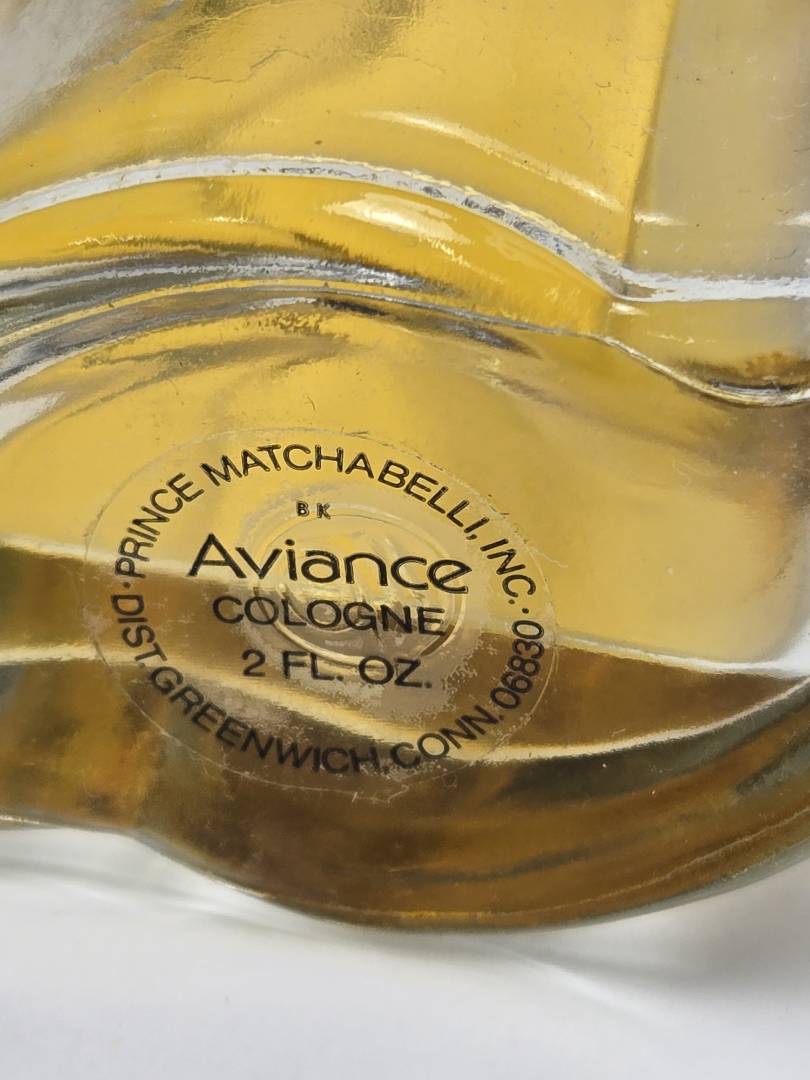 PRINCE MATCHABELLI, INC.
BK
Aviance
COLOGNE
2 FL. OZ.
DIST. GREENWICH, CONN. 06830